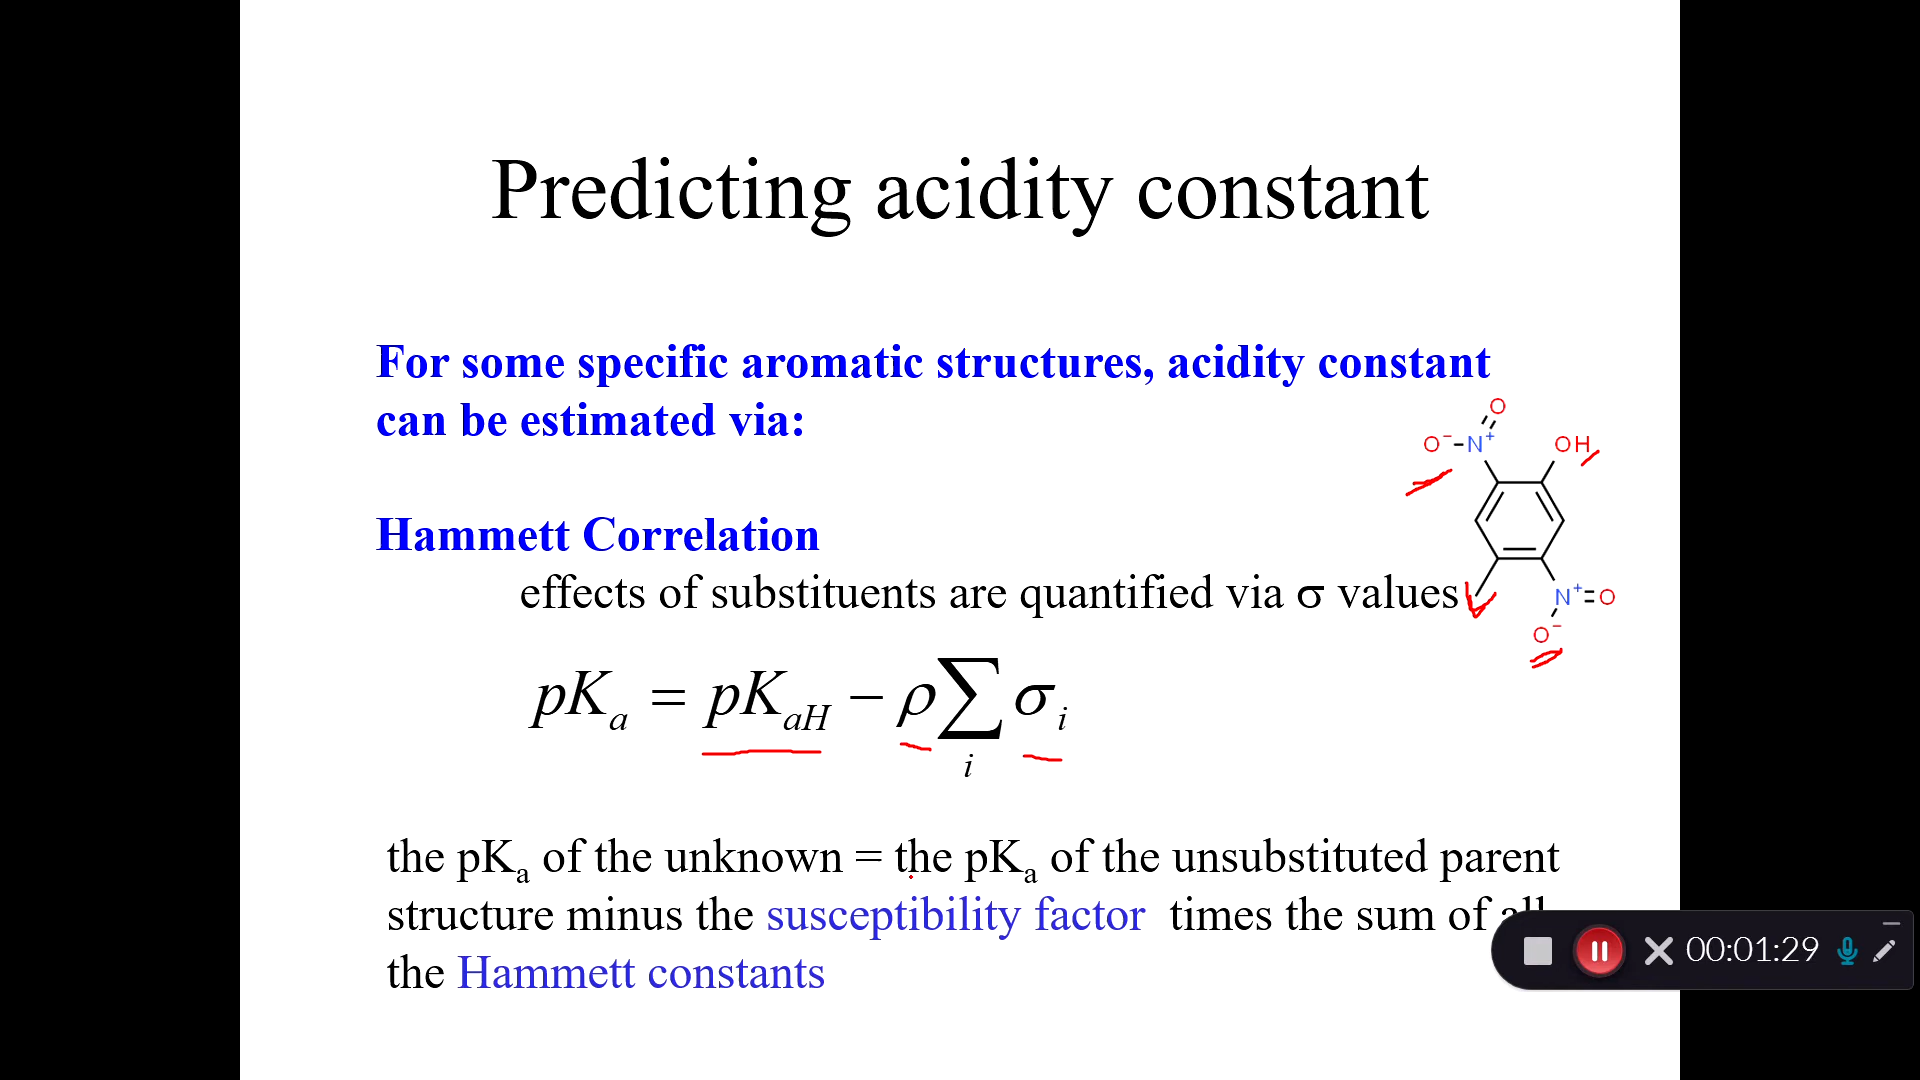 Predicting acidity constant
For some specific aromatic structures, acidity constant
can be estimated via:
O
O⁻ N⁺ OH
Hammett Correlation
effects of substituents are quantified via σ values
N⁺ O
O⁻
pKₐ = pK_aH − ρ∑σᵢ
i
the pKₐ of the unknown = the pKₐ of the unsubstituted parent
structure minus the susceptibility factor times the sum of
the Hammett constants
00:01:29